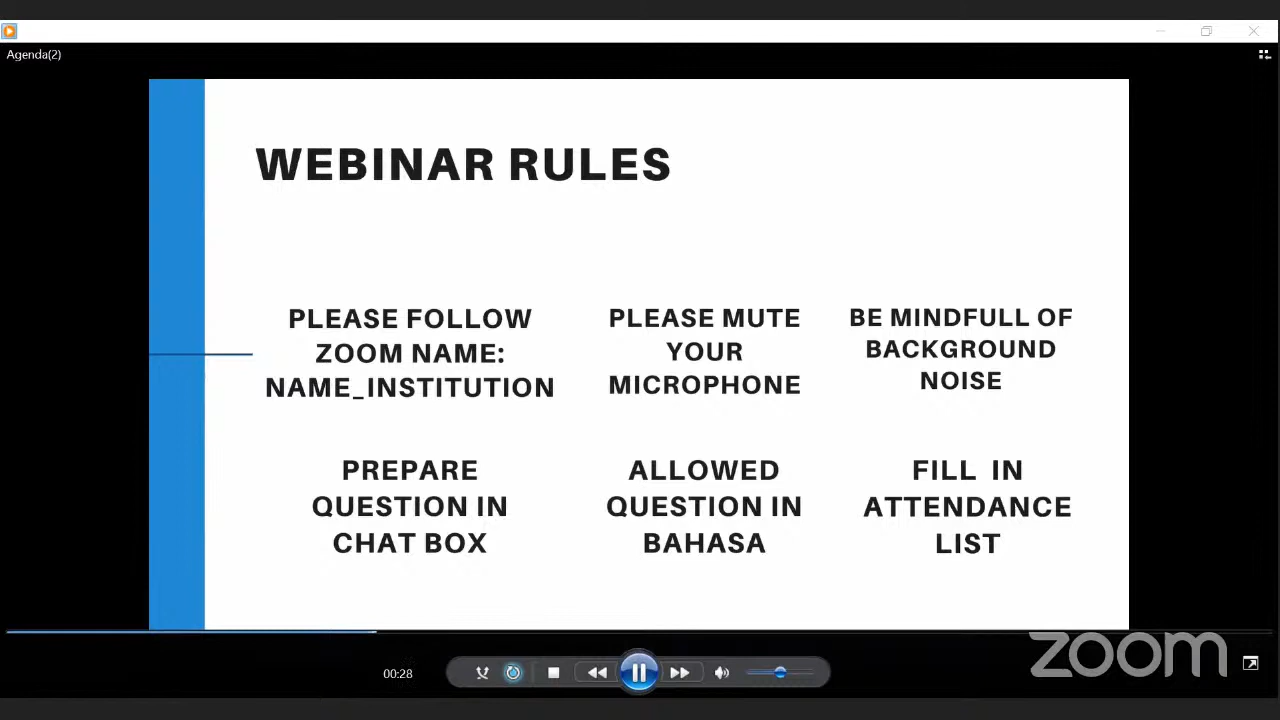 Agenda(2)
WEBINAR RULES
PLEASE FOLLOW
ZOOM NAME:
NAME_INSTITUTION
PLEASE MUTE
YOUR
MICROPHONE
BE MINDFULL OF
BACKGROUND
NOISE
PREPARE
QUESTION IN
CHAT BOX
ALLOWED
QUESTION IN
BAHASA
FILL IN
ATTENDANCE
LIST
00:28
zoom